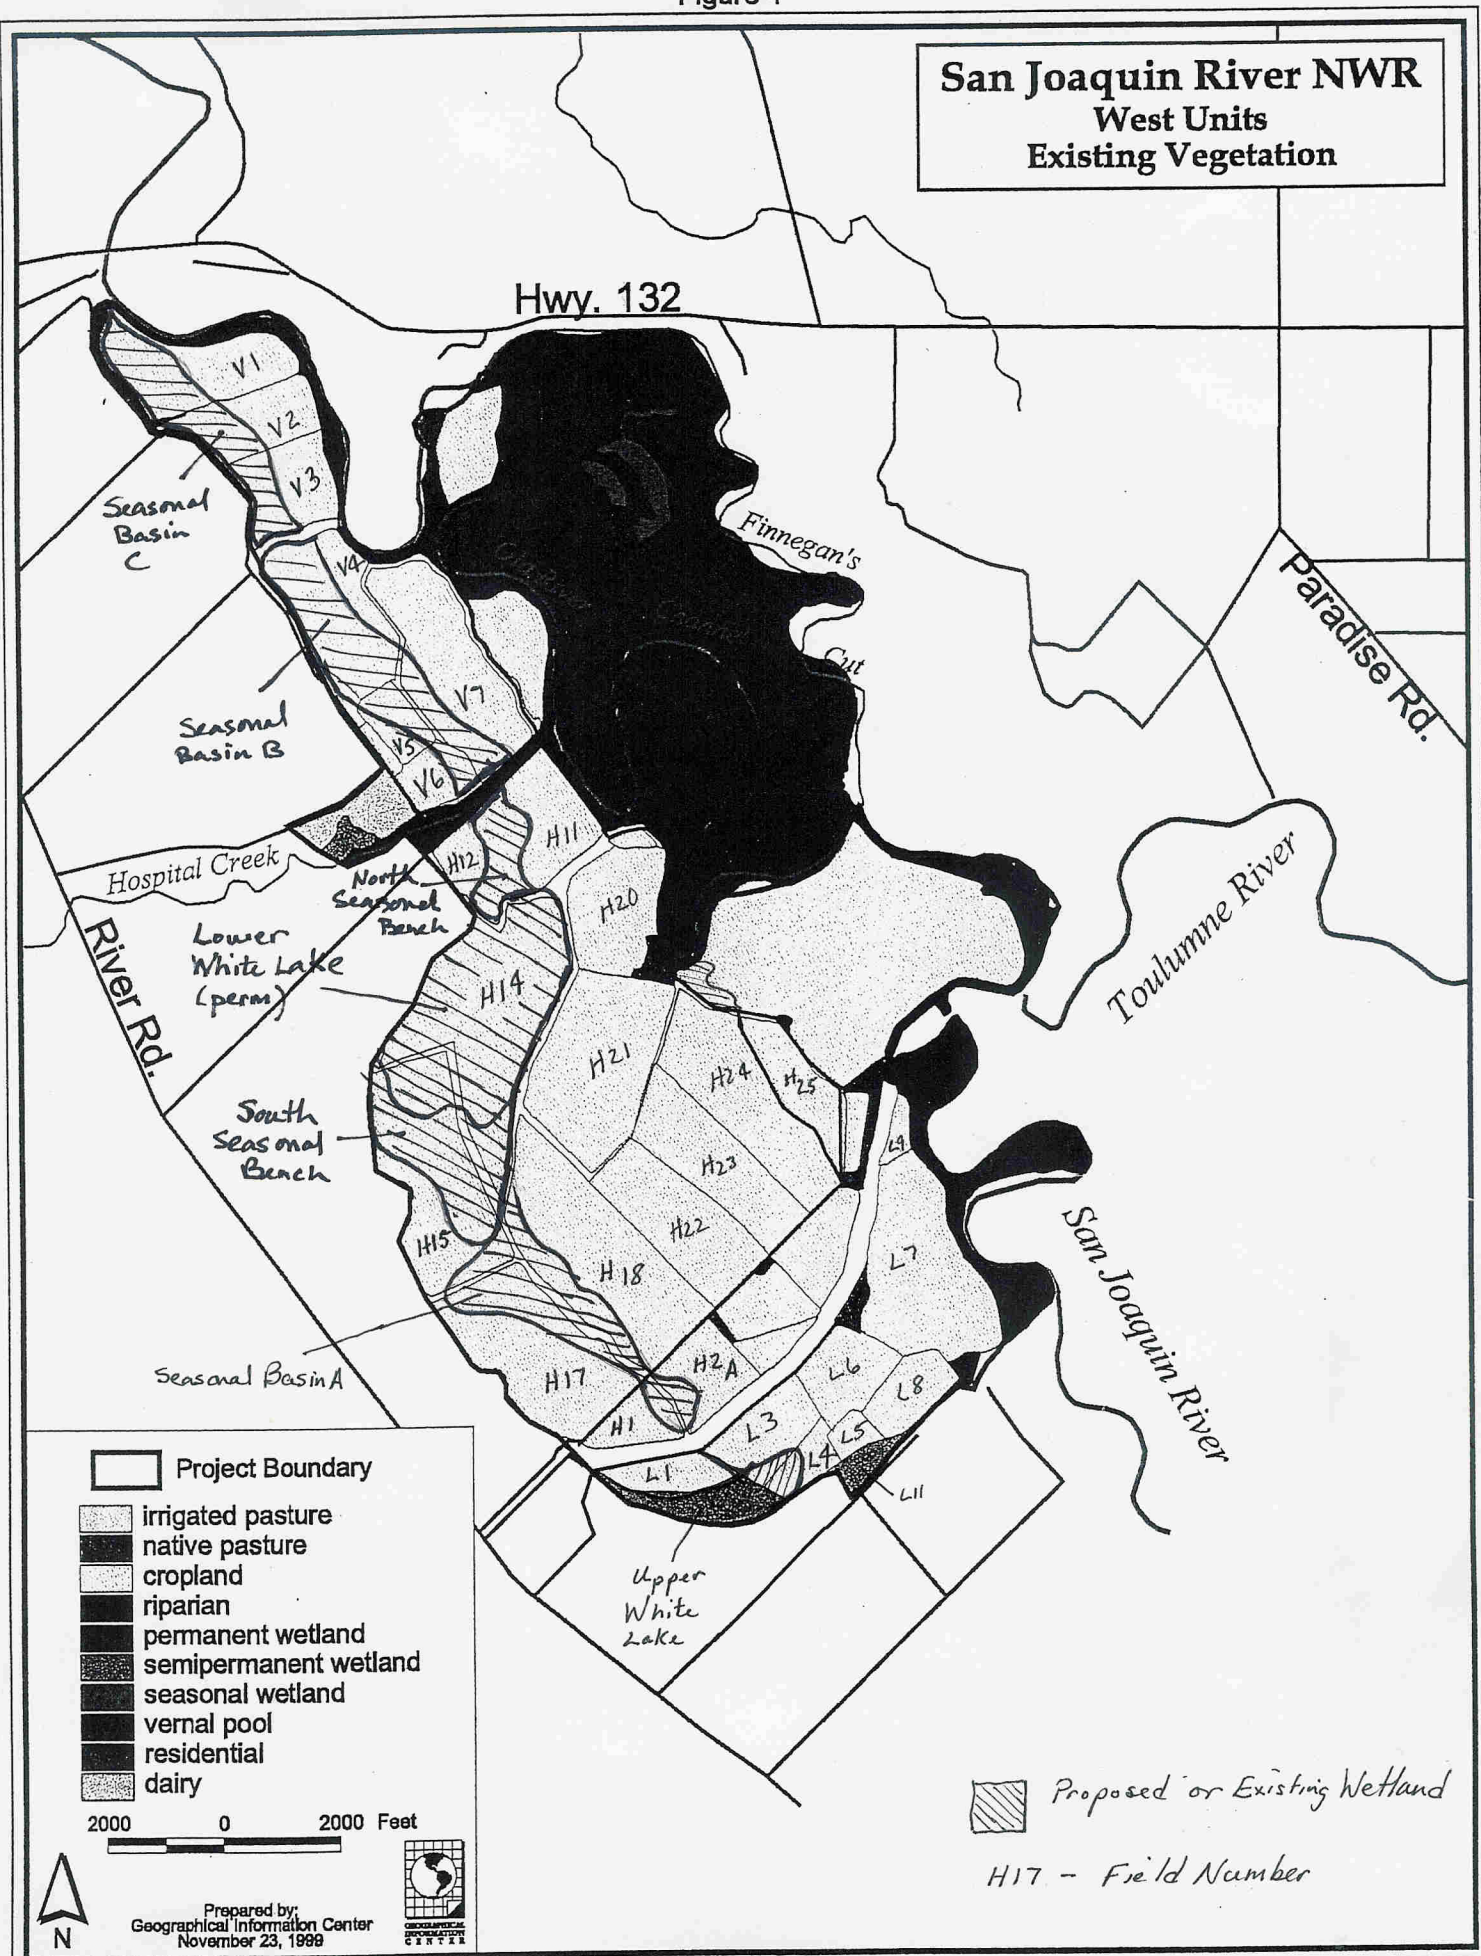 San Joaquin River NWR
West Units
Existing Vegetation
Hwy. 132
V1
V2
V3
Seasonal
Basin
C
Finnegan's
Cut
V4
Paradise Rd.
V7
Seasonal
Basin B
V5
V6
H11
Hospital Creek
H12
North
Seasonal
Bench
H20
Toulumne River
Lower
White Lake
(perm)
H14
River Rd.
H21
H24
H25
South
Seasonal
Bench
L9
H23
H22
H15
H18
L7
San Joaquin River
Seasonal Basin A
H17
H2A
L6
L8
H1
L3
L5
L4
L1
L11
Upper
White
Lake
Project Boundary
irrigated pasture
native pasture
cropland
riparian
permanent wetland
semipermanent wetland
seasonal wetland
vernal pool
residential
dairy
2000 0 2000 Feet
N
Prepared by:
Geographical Information Center
November 23, 1999
GEOGRAPHICAL
INFORMATION
CENTER
Proposed or Existing Wetland
H17 - Field Number